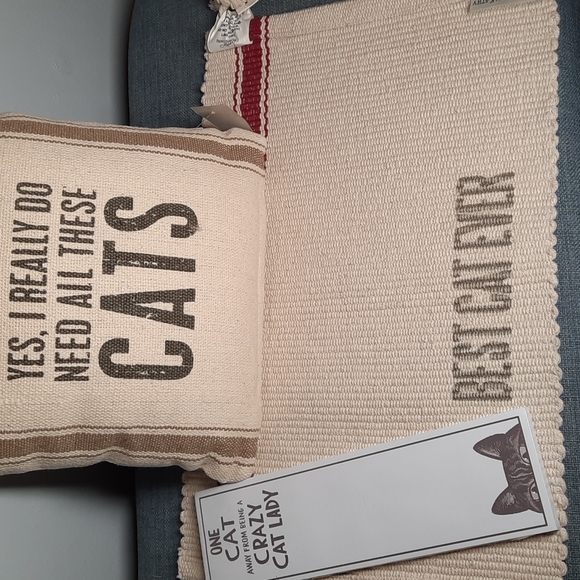 YES, I REALLY DO
NEED ALL THESE
CATS
BEST CAT EVER
ONE
CAT
AWAY FROM BEING A
CRAZY
CAT LADY